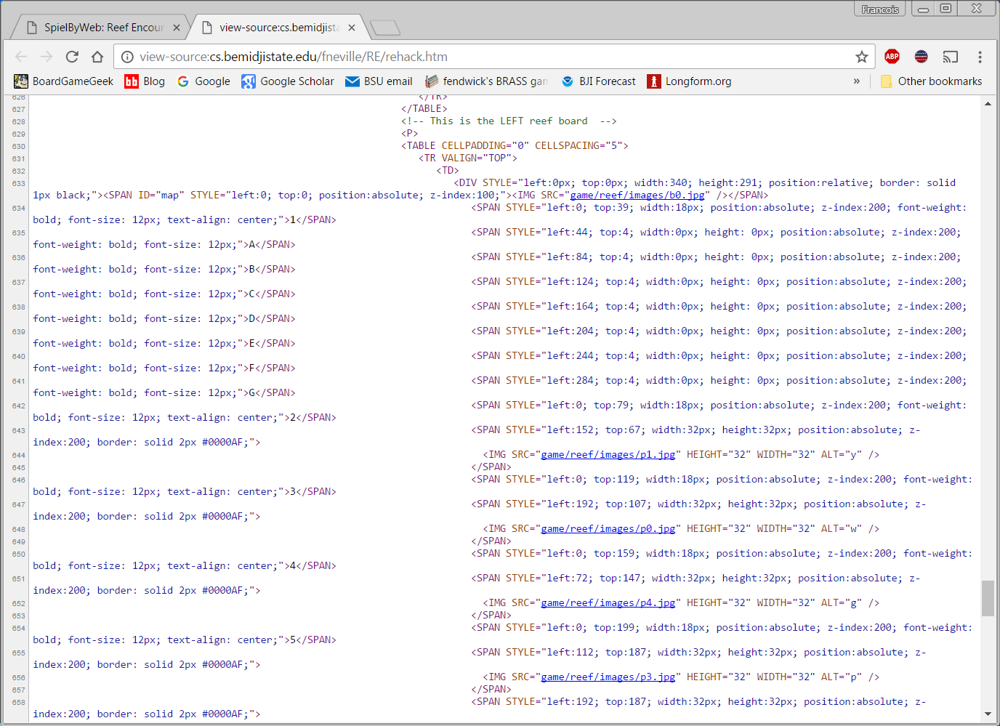 Francois
SpielByWeb: Reef Encou
view-source:cs.bemidjista
view-source:cs.bemidjistate.edu/fneville/RE/rehack.htm
ABP
BoardGameGeek bb Blog Google Google Scholar BSU email fendwick's BRASS gam BJI Forecast Longform.org » Other bookmarks
626 </TR>
627 </TABLE>
628 <!-- This is the LEFT reef board  -->
629 <P>
630 <TABLE CELLPADDING="0" CELLSPACING="5">
631 <TR VALIGN="TOP">
632 <TD>
633 <DIV STYLE="left:0px; top:0px; width:340; height:291; position:relative; border: solid
1px black;"><SPAN ID="map" STYLE="left:0; top:0; position:absolute; z-index:100;"><IMG SRC="game/reef/images/b0.jpg" /></SPAN>
634 <SPAN STYLE="left:0; top:39; width:18px; position:absolute; z-index:200; font-weight:
bold; font-size: 12px; text-align: center;">1</SPAN>
635 <SPAN STYLE="left:44; top:4; width:0px; height: 0px; position:absolute; z-index:200;
font-weight: bold; font-size: 12px;">A</SPAN>
636 <SPAN STYLE="left:84; top:4; width:0px; height: 0px; position:absolute; z-index:200;
font-weight: bold; font-size: 12px;">B</SPAN>
637 <SPAN STYLE="left:124; top:4; width:0px; height: 0px; position:absolute; z-index:200;
font-weight: bold; font-size: 12px;">C</SPAN>
638 <SPAN STYLE="left:164; top:4; width:0px; height: 0px; position:absolute; z-index:200;
font-weight: bold; font-size: 12px;">D</SPAN>
639 <SPAN STYLE="left:204; top:4; width:0px; height: 0px; position:absolute; z-index:200;
font-weight: bold; font-size: 12px;">E</SPAN>
640 <SPAN STYLE="left:244; top:4; width:0px; height: 0px; position:absolute; z-index:200;
font-weight: bold; font-size: 12px;">F</SPAN>
641 <SPAN STYLE="left:284; top:4; width:0px; height: 0px; position:absolute; z-index:200;
font-weight: bold; font-size: 12px;">G</SPAN>
642 <SPAN STYLE="left:0; top:79; width:18px; position:absolute; z-index:200; font-weight:
bold; font-size: 12px; text-align: center;">2</SPAN>
643 <SPAN STYLE="left:152; top:67; width:32px; height:32px; position:absolute; z-
index:200; border: solid 2px #0000AF;">
644 <IMG SRC="game/reef/images/p1.jpg" HEIGHT="32" WIDTH="32" ALT="y" />
645 </SPAN>
646 <SPAN STYLE="left:0; top:119; width:18px; position:absolute; z-index:200; font-weight:
bold; font-size: 12px; text-align: center;">3</SPAN>
647 <SPAN STYLE="left:192; top:107; width:32px; height:32px; position:absolute; z-
index:200; border: solid 2px #0000AF;">
648 <IMG SRC="game/reef/images/p0.jpg" HEIGHT="32" WIDTH="32" ALT="w" />
649 </SPAN>
650 <SPAN STYLE="left:0; top:159; width:18px; position:absolute; z-index:200; font-weight:
bold; font-size: 12px; text-align: center;">4</SPAN>
651 <SPAN STYLE="left:72; top:147; width:32px; height:32px; position:absolute; z-
index:200; border: solid 2px #0000AF;">
652 <IMG SRC="game/reef/images/p4.jpg" HEIGHT="32" WIDTH="32" ALT="g" />
653 </SPAN>
654 <SPAN STYLE="left:0; top:199; width:18px; position:absolute; z-index:200; font-weight:
bold; font-size: 12px; text-align: center;">5</SPAN>
655 <SPAN STYLE="left:112; top:187; width:32px; height:32px; position:absolute; z-
index:200; border: solid 2px #0000AF;">
656 <IMG SRC="game/reef/images/p3.jpg" HEIGHT="32" WIDTH="32" ALT="p" />
657 </SPAN>
658 <SPAN STYLE="left:192; top:187; width:32px; height:32px; position:absolute; z-
index:200; border: solid 2px #0000AF;">